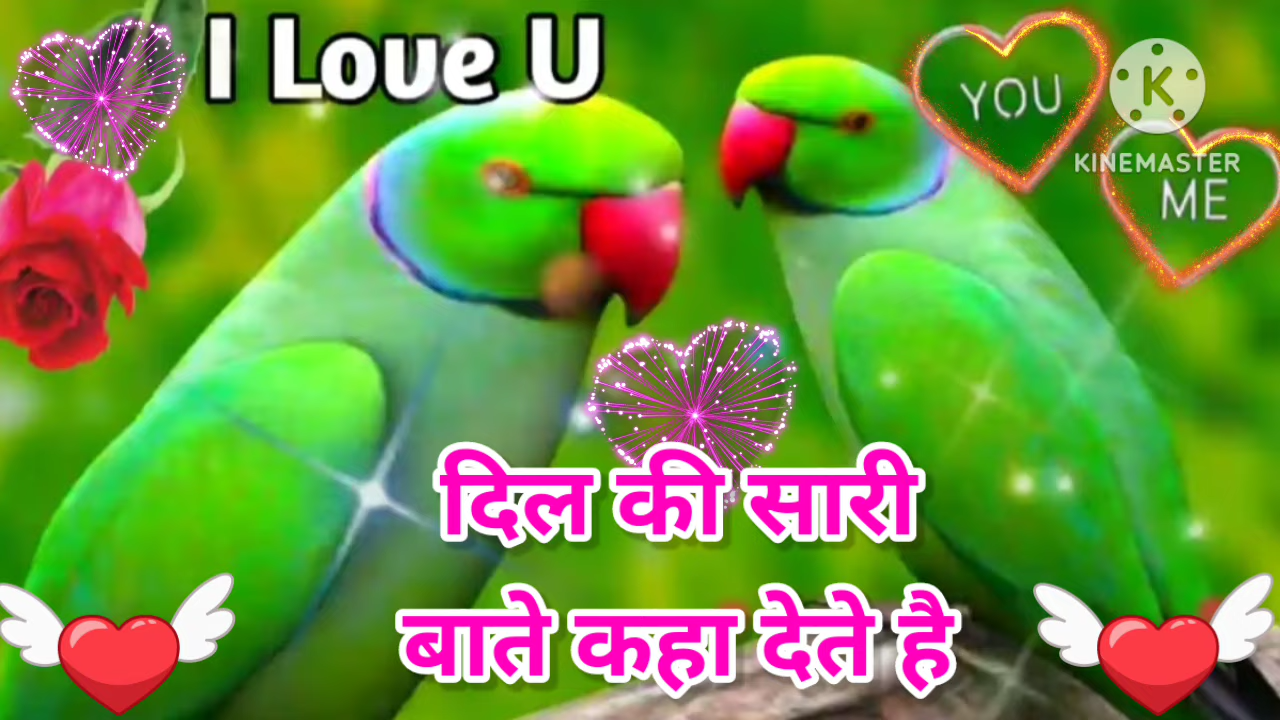 I Love U
YOU
K
KINEMASTER
ME
दिल की सारी
बाते कहा देते है